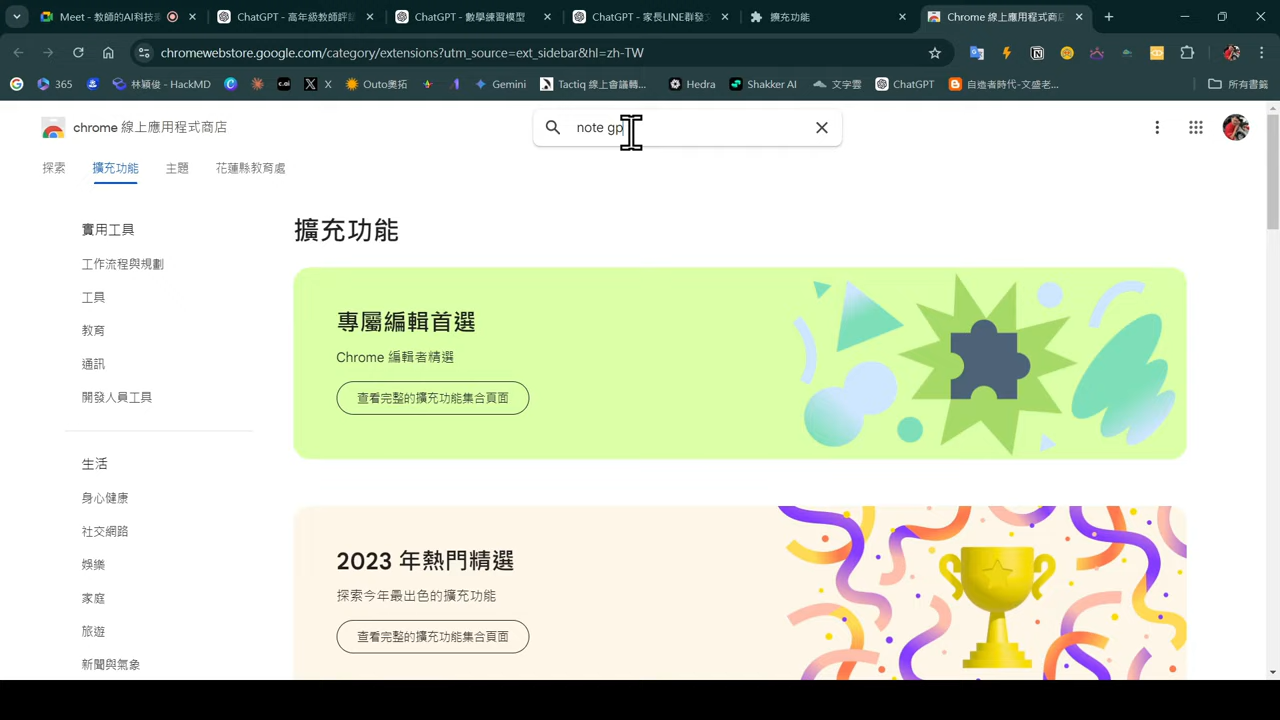 Meet - 教師的AI科技
ChatGPT - 高年級教師評
ChatGPT - 數學練習模型
ChatGPT - 家長LINE群發
擴充功能
Chrome 線上應用程式商店
chromewebstore.google.com/category/extensions?utm_source=ext_sidebar&hl=zh-TW
365
林穎俊 - HackMD
c.ai
X
Outo奧拓
Gemini
Tactiq 線上會議轉...
Hedra
Shakker AI
文字雲
ChatGPT
自造者時代-文盛老...
所有書籤
chrome 線上應用程式商店
note gp
探索
擴充功能
主題
花蓮縣教育處
實用工具
工作流程與規劃
工具
教育
通訊
開發人員工具
生活
身心健康
社交網路
娛樂
家庭
旅遊
新聞與氣象
擴充功能
專屬編輯首選
Chrome 編輯者精選
查看完整的擴充功能集合頁面
2023 年熱門精選
探索今年最出色的擴充功能
查看完整的擴充功能集合頁面